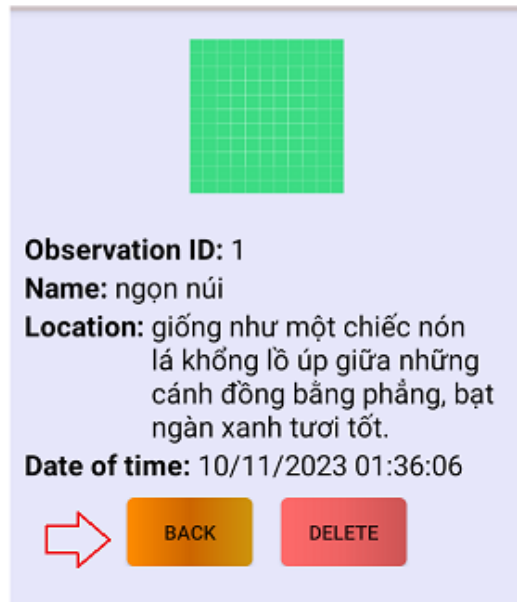 Observation ID: 1
Name: ngọn núi
Location: giống như một chiếc nón
lá khổng lồ úp giữa những
cánh đồng bằng phẳng, bạt
ngàn xanh tươi tốt.
Date of time: 10/11/2023 01:36:06
BACK DELETE